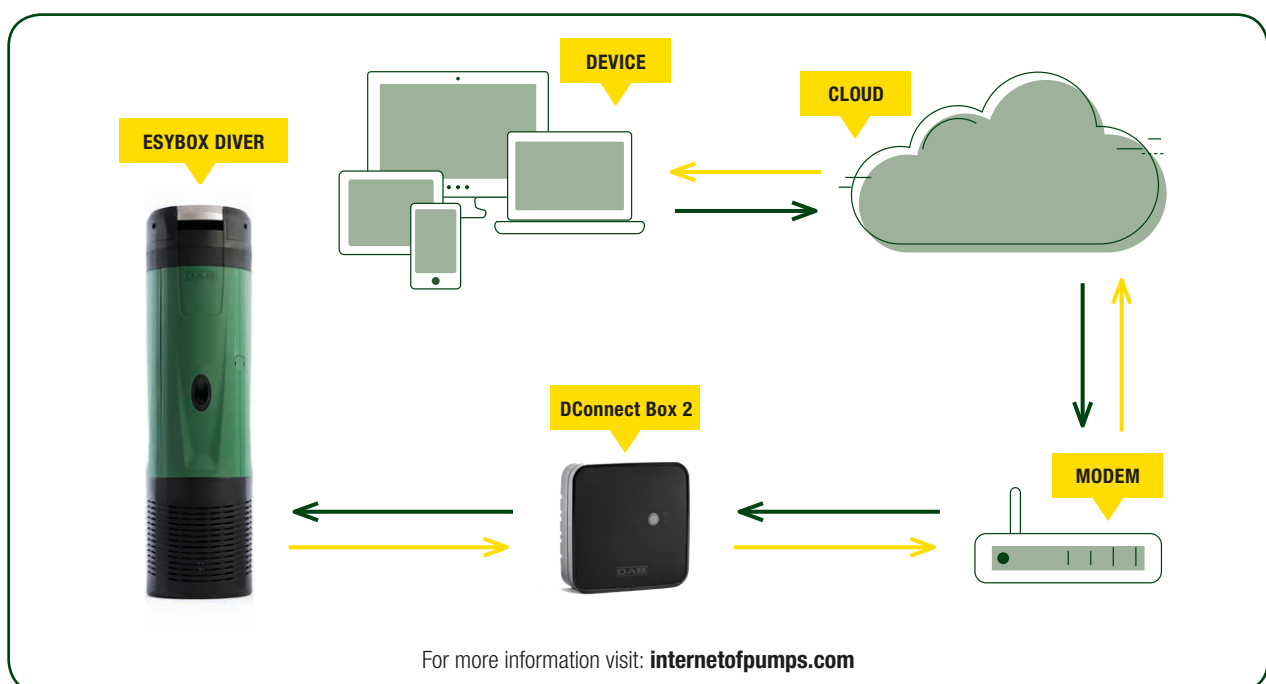 DEVICE
CLOUD
ESYBOX DIVER
DAB
DConnect Box 2
MODEM
DAB
For more information visit: internetofpumps.com